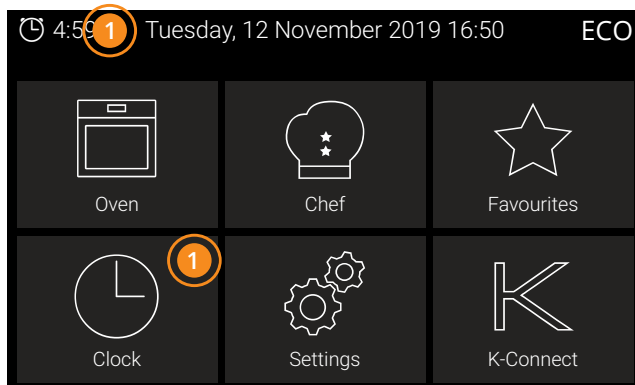 4:59 1 Tuesday, 12 November 2019 16:50 ECO
Oven Chef Favourites
1
Clock Settings K-Connect